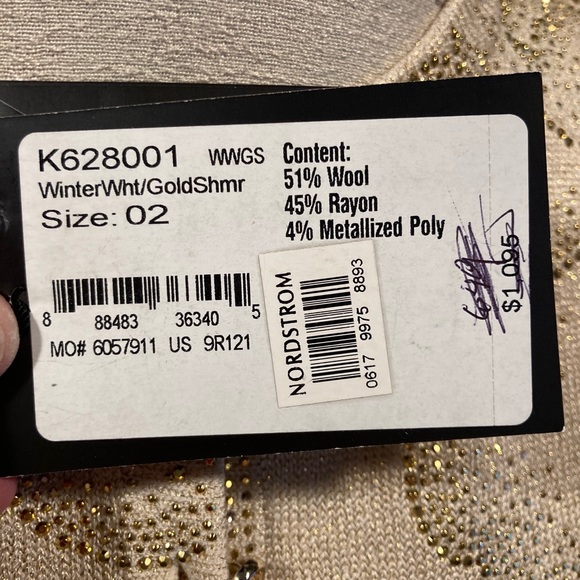 K628001 WWGS
WinterWht/GoldShmr
Size: 02
Content:
51% Wool
45% Rayon
4% Metallized Poly
8 88483 36340 5
MO# 6057911 US 9R121
NORDSTROM
0617 9975 8893
$1,095